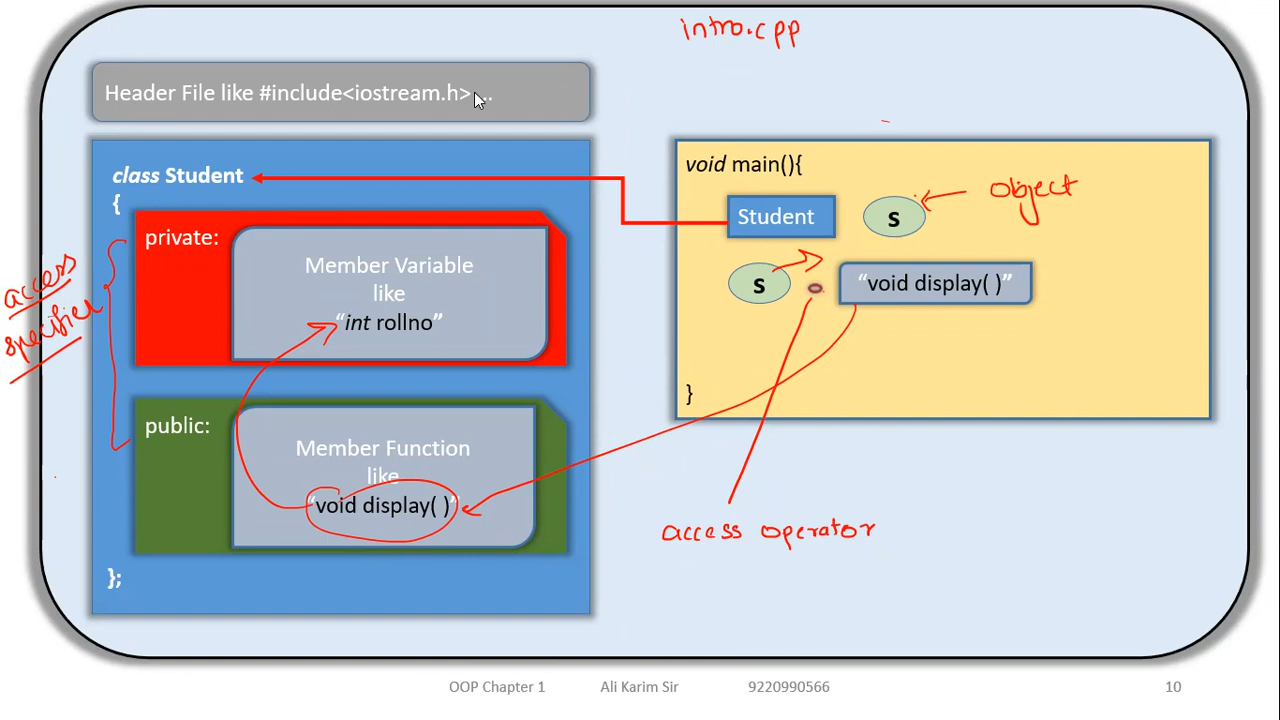 intro.cpp
Header File like #include<iostream.h>...
class Student
{
private:
Member Variable
like
“int rollno”
public:
Member Function
like
“void display( )”
};
access
specifier
void main(){
Student
s
object
s
“void display( )”
}
access operator
OOP Chapter 1 Ali Karim Sir 9220990566 10